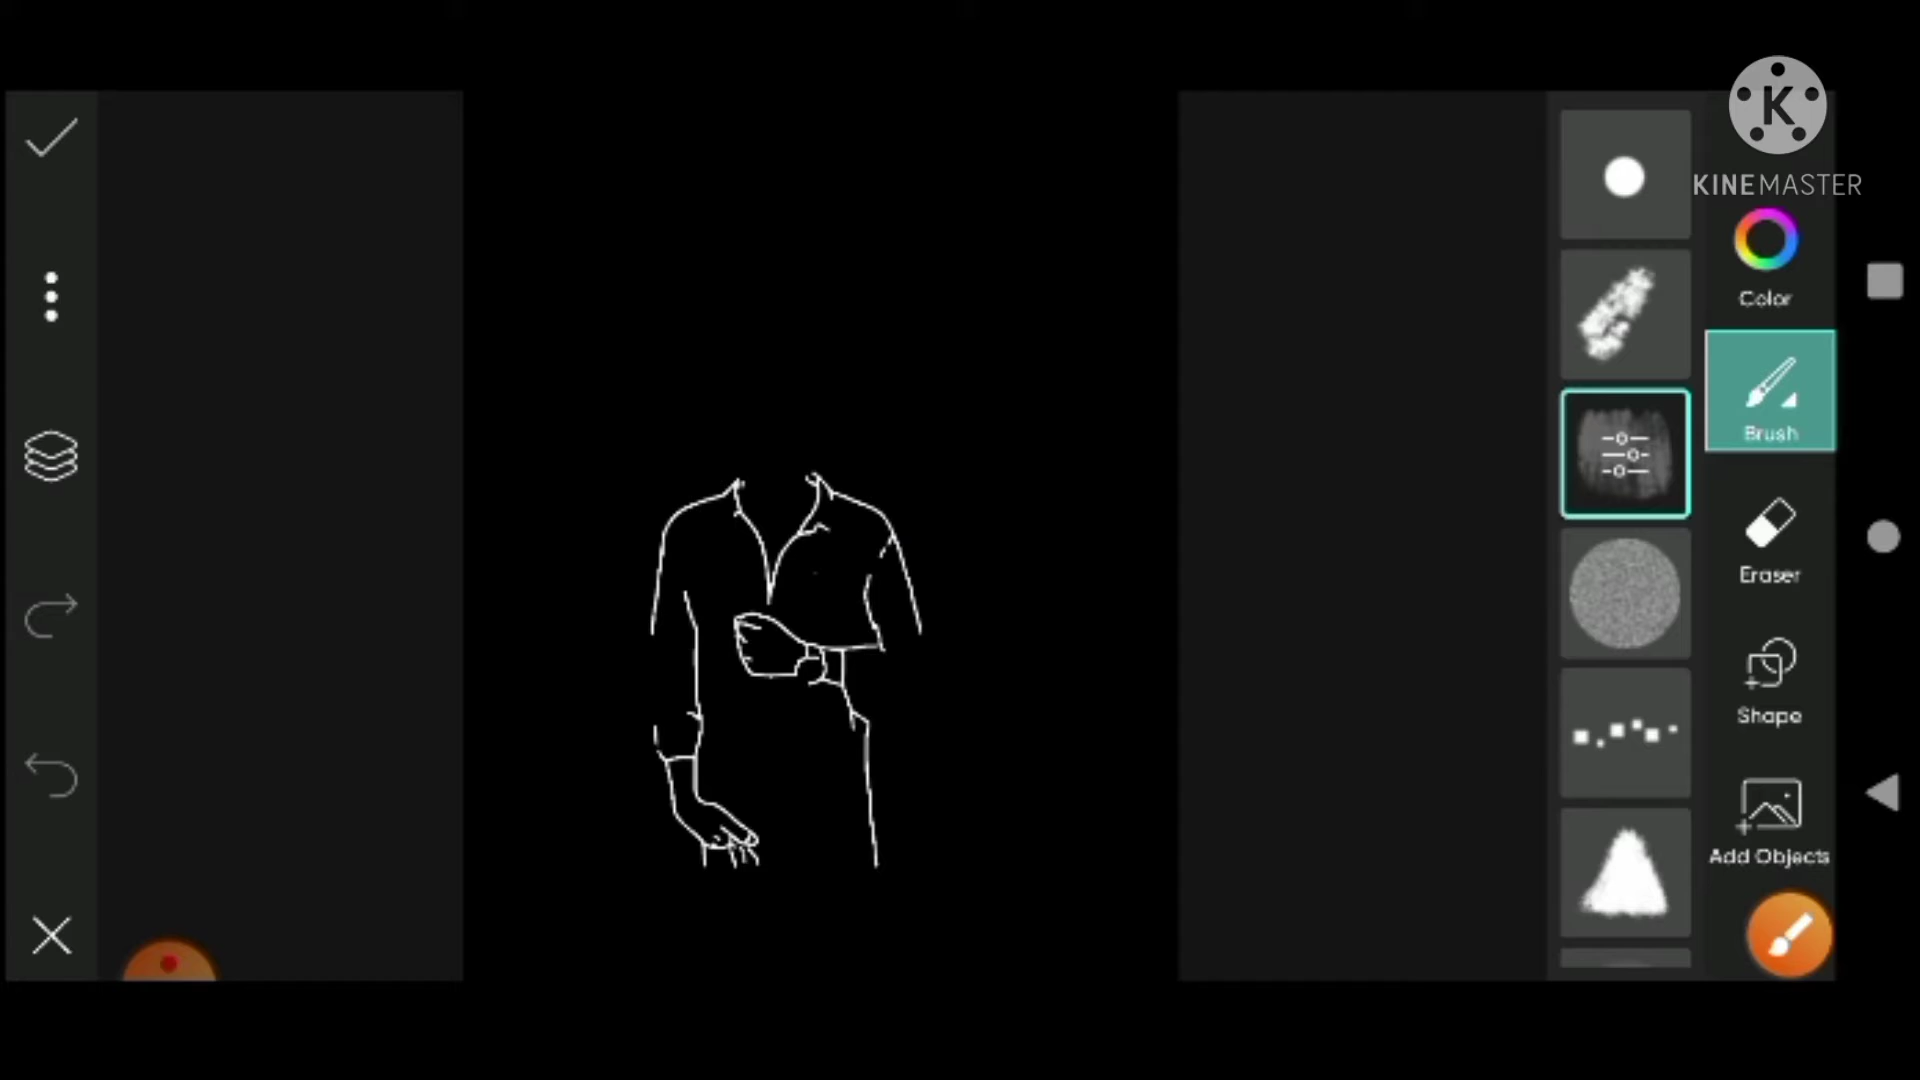 K
KINEMASTER
Color
Brush
Eraser
Shape
Add Objects